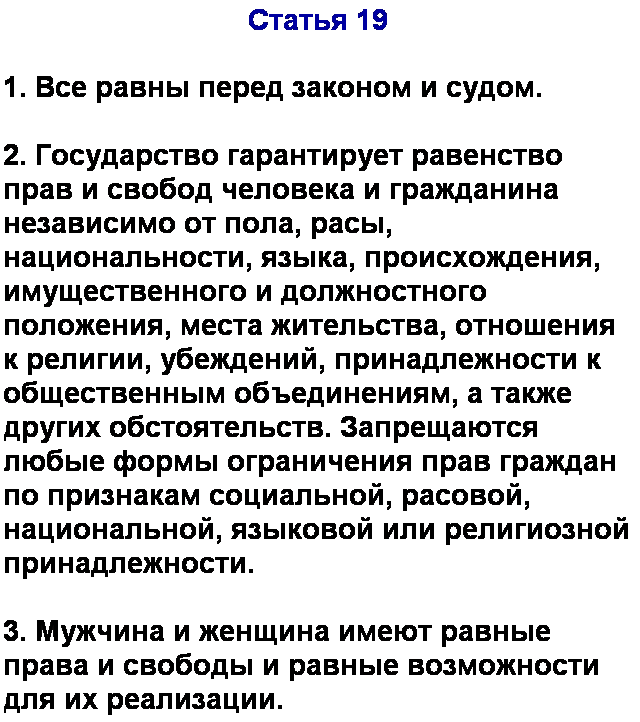 Статья 19
1. Все равны перед законом и судом.
2. Государство гарантирует равенство
прав и свобод человека и гражданина
независимо от пола, расы,
национальности, языка, происхождения,
имущественного и должностного
положения, места жительства, отношения
к религии, убеждений, принадлежности к
общественным объединениям, а также
других обстоятельств. Запрещаются
любые формы ограничения прав граждан
по признакам социальной, расовой,
национальной, языковой или религиозной
принадлежности.
3. Мужчина и женщина имеют равные
права и свободы и равные возможности
для их реализации.